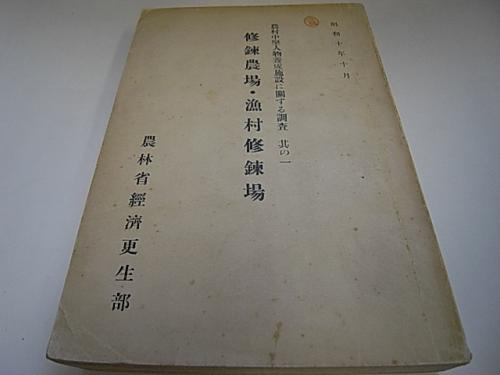 昭和十年十月
農村中堅人物養成施設に關する調査 其の一
修錬農場・漁村修錬場
農林省經濟更生部